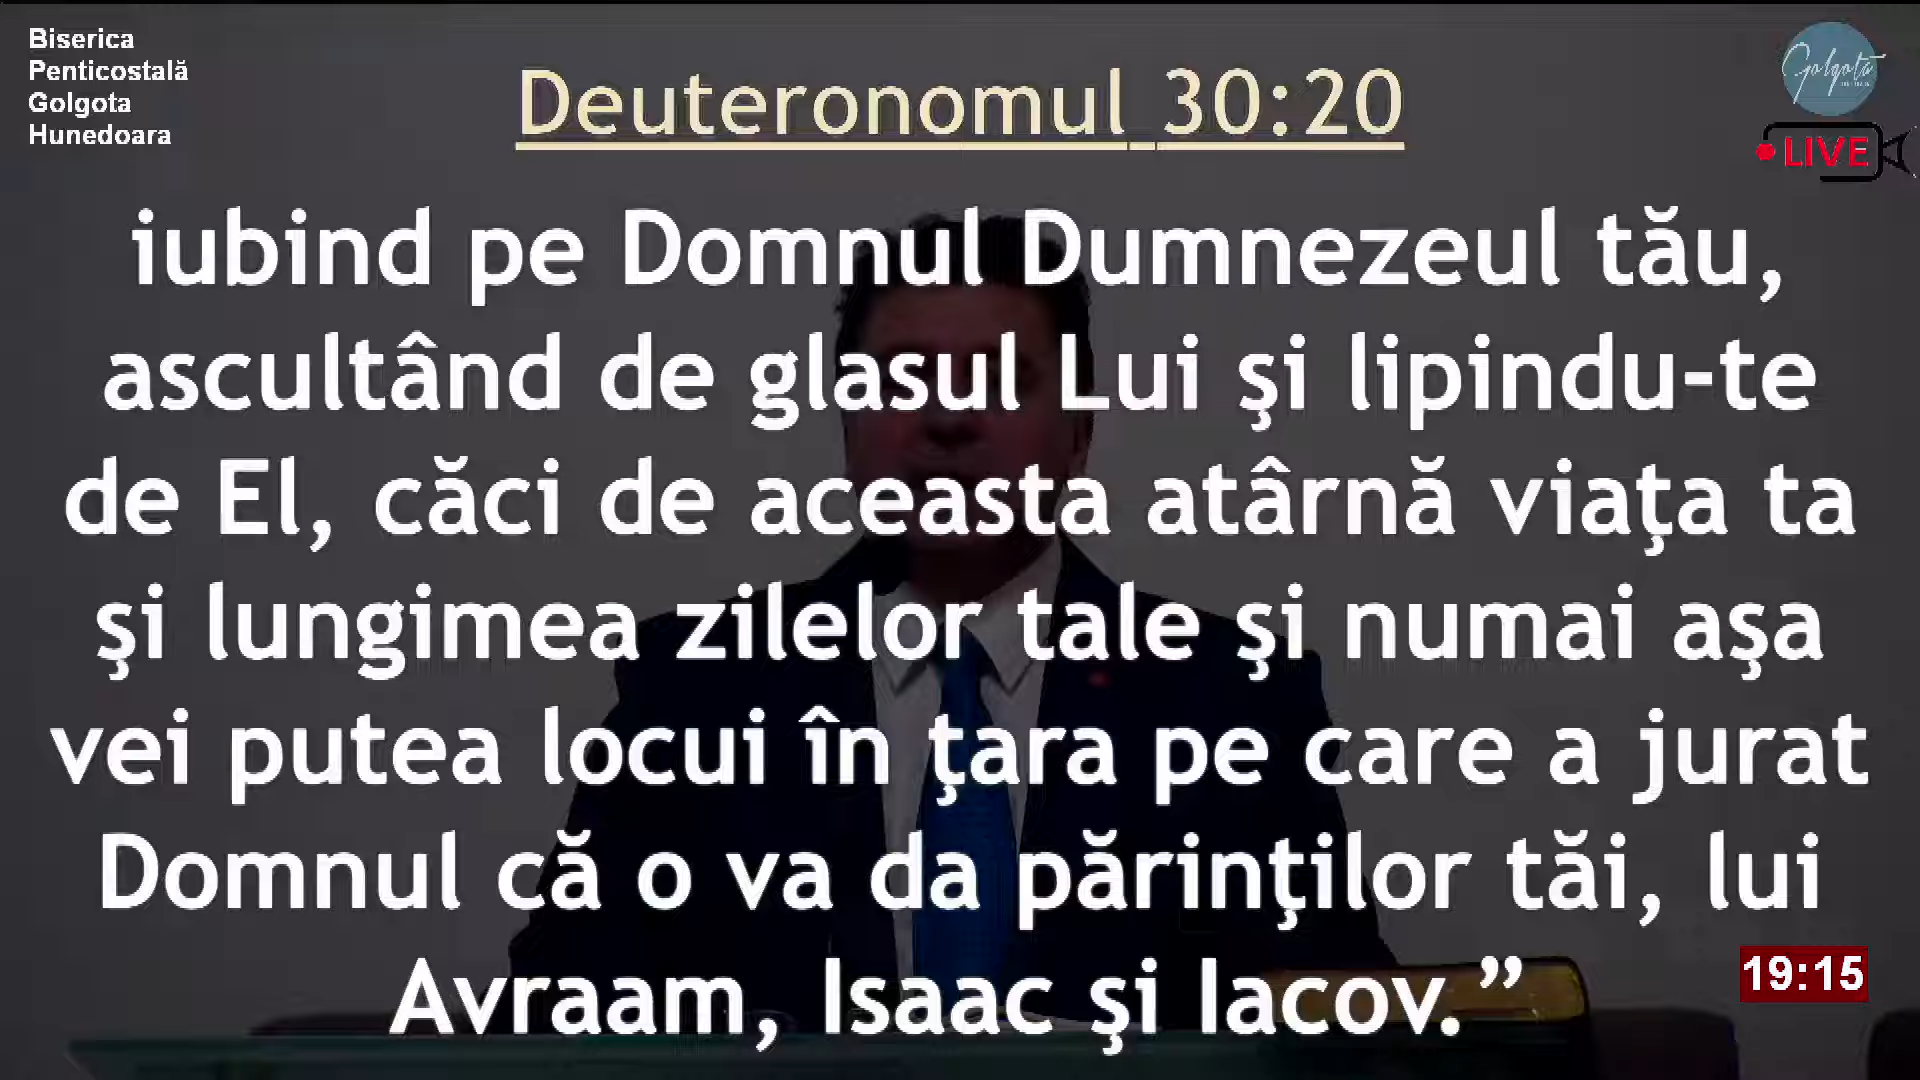 Biserica
Penticostală
Golgota
Hunedoara
Golgota
LIVE
Deuteronomul 30:20
iubind pe Domnul Dumnezeul tău,
ascultând de glasul Lui şi lipindu-te
de El, căci de aceasta atârnă viaţa ta
şi lungimea zilelor tale şi numai aşa
vei putea locui în ţara pe care a jurat
Domnul că o va da părinţilor tăi, lui
Avraam, Isaac şi Iacov.”
19:15